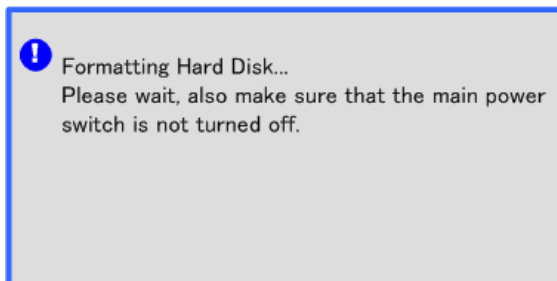 Formatting Hard Disk...
Please wait, also make sure that the main power
switch is not turned off.